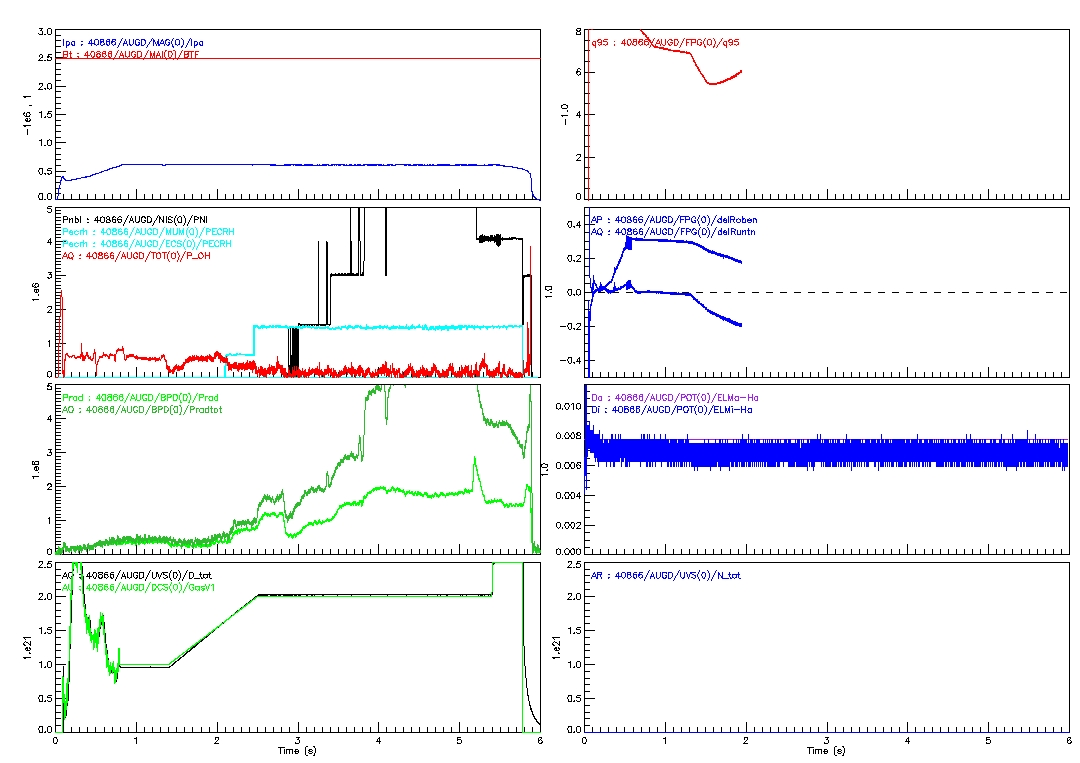 Ipa : 40866/AUGD/MAG(0)/Ipa
Bt : 40866/AUGD/MAI(0)/BTF
3.0
2.5
2.0
1.5
1.0
0.5
0.0
-1e6 , 1
q95 : 40866/AUGD/FPG(0)/q95
8
6
4
2
0
-1.0
Pnbl : 40866/AUGD/NIS(0)/PNI
Pecrh : 40866/AUGD/MUM(0)/PECRH
Pecrh : 40866/AUGD/ECS(0)/PECRH
AQ : 40866/AUGD/TOT(0)/P_OH
5
4
3
2
1
0
1.e6
AP : 40866/AUGD/FPG(0)/delRoben
AQ : 40866/AUGD/FPG(0)/delRuntn
0.4
0.2
0.0
-0.2
-0.4
1.0
Prad : 40866/AUGD/BPD(0)/Prad
AO : 40866/AUGD/BPD(0)/Pradtot
5
4
3
2
1
0
1.e6
Da : 40866/AUGD/POT(0)/ELMa-Ha
Di : 40866/AUGD/POT(0)/ELMi-Ha
0.010
0.008
0.006
0.004
0.002
0.000
1.0
40866/AUGD/UVS(0)/D_tot
40866/AUGD/DCS(0)/GasV1
2.5
2.0
1.5
1.0
0.5
0.0
1.e21
0 1 2 3 4 5 6
Time (s)
AR : 40866/AUGD/UVS(0)/N_tot
2.5
2.0
1.5
1.0
0.5
0.0
1.e21
0 1 2 3 4 5 6
Time (s)